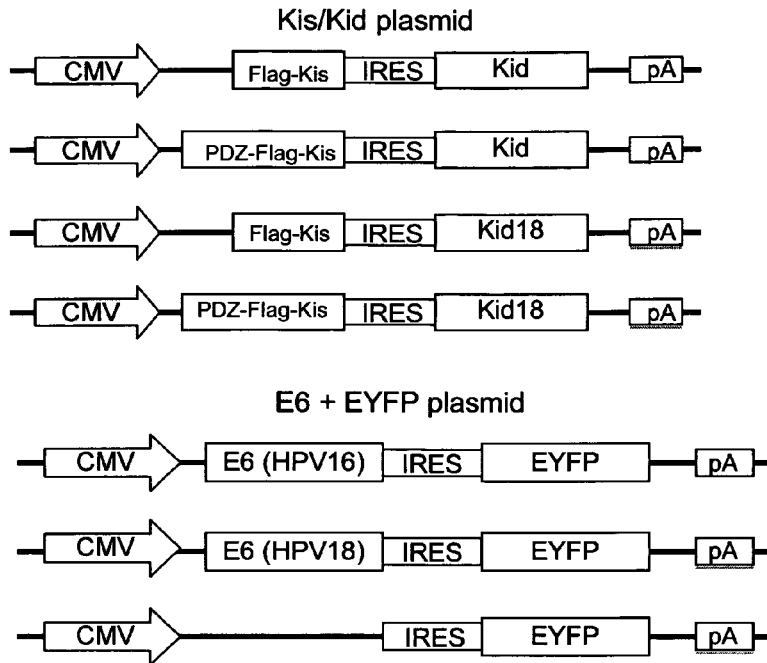 Kis/Kid plasmid
CMV Flag-Kis IRES Kid pA
CMV PDZ-Flag-Kis IRES Kid pA
CMV Flag-Kis IRES Kid18 pA
CMV PDZ-Flag-Kis IRES Kid18 pA
E6 + EYFP plasmid
CMV E6 (HPV16) IRES EYFP pA
CMV E6 (HPV18) IRES EYFP pA
CMV IRES EYFP pA